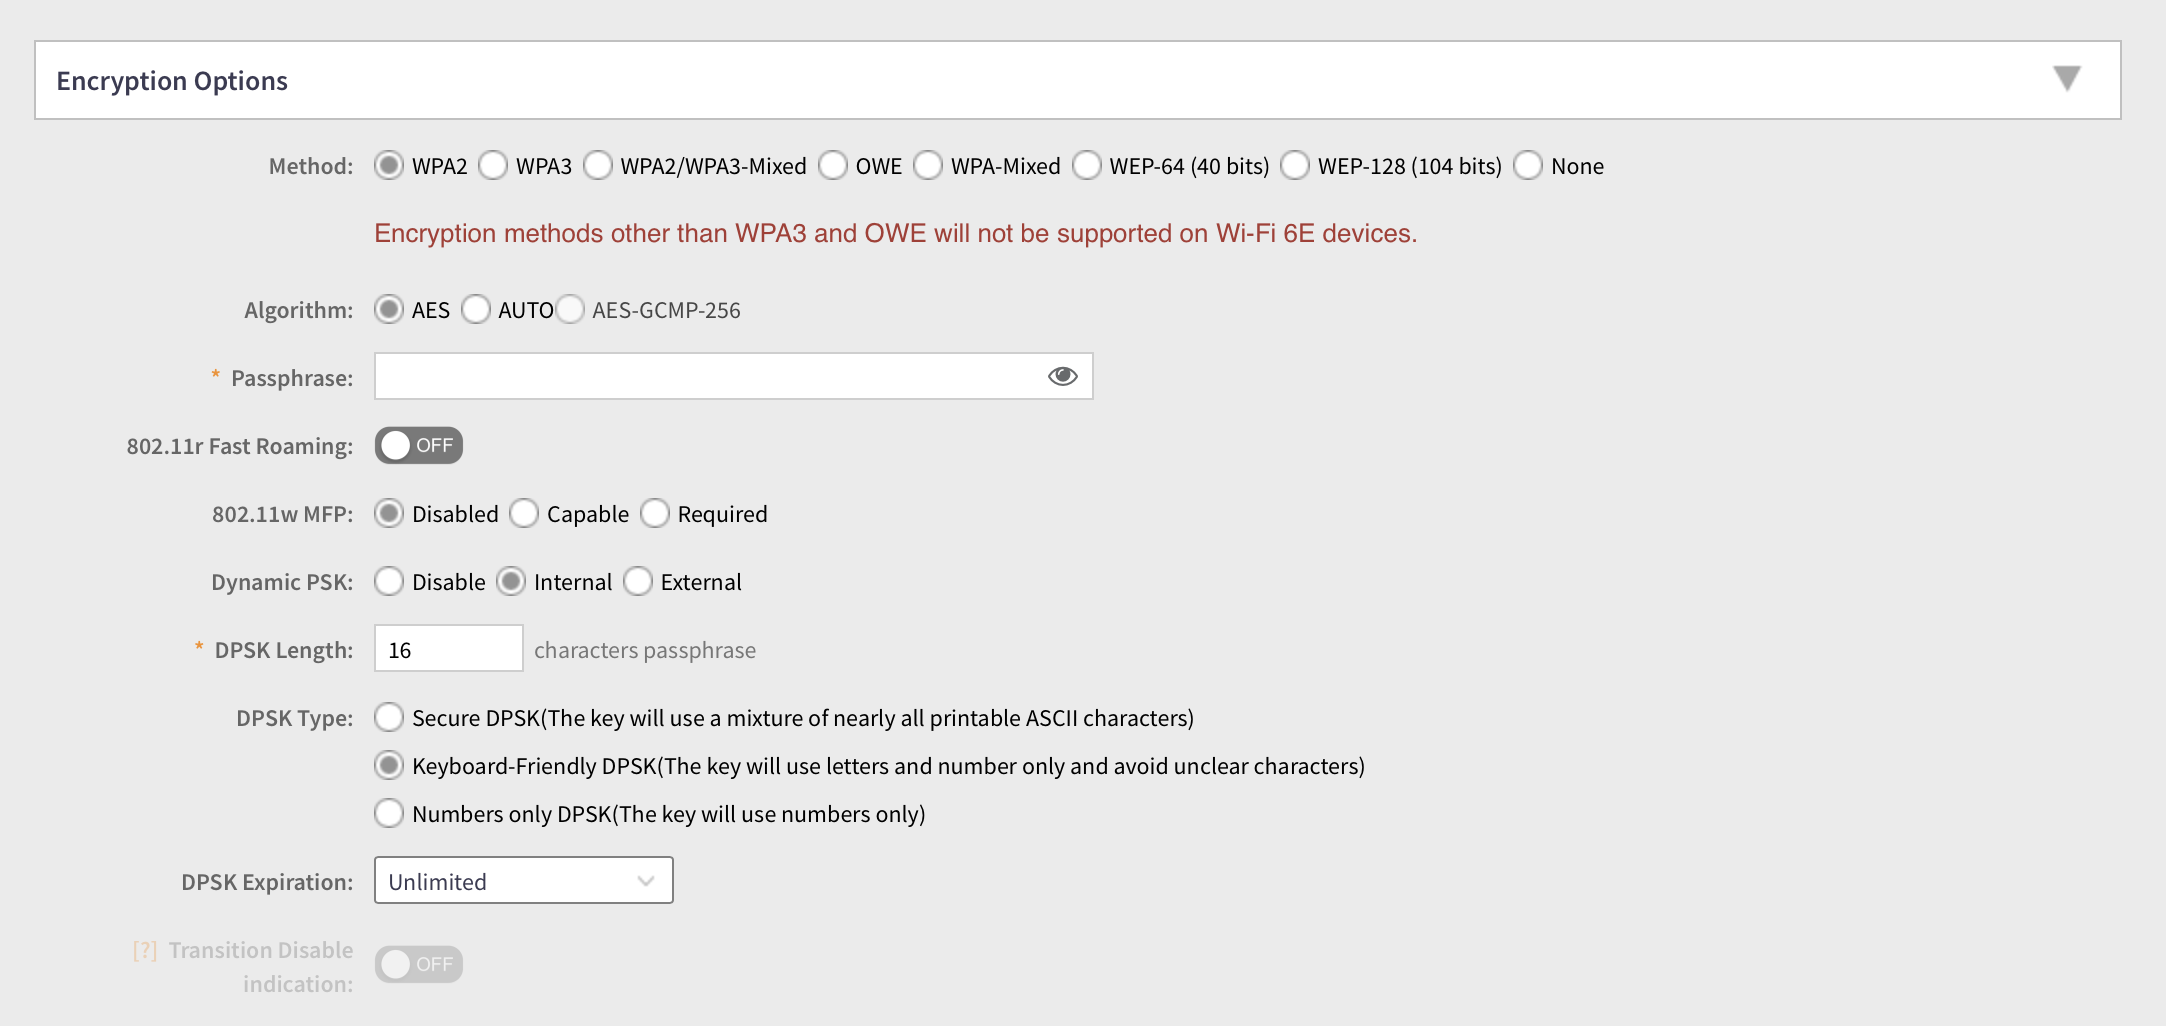 Encryption Options
Method: WPA2 WPA3 WPA2/WPA3-Mixed OWE WPA-Mixed WEP-64 (40 bits) WEP-128 (104 bits) None
Encryption methods other than WPA3 and OWE will not be supported on Wi-Fi 6E devices.
Algorithm: AES AUTO AES-GCMP-256
* Passphrase:
802.11r Fast Roaming: OFF
802.11w MFP: Disabled Capable Required
Dynamic PSK: Disable Internal External
* DPSK Length: 16 characters passphrase
DPSK Type: Secure DPSK(The key will use a mixture of nearly all printable ASCII characters)
Keyboard-Friendly DPSK(The key will use letters and number only and avoid unclear characters)
Numbers only DPSK(The key will use numbers only)
DPSK Expiration: Unlimited
[?] Transition Disable
indication: OFF